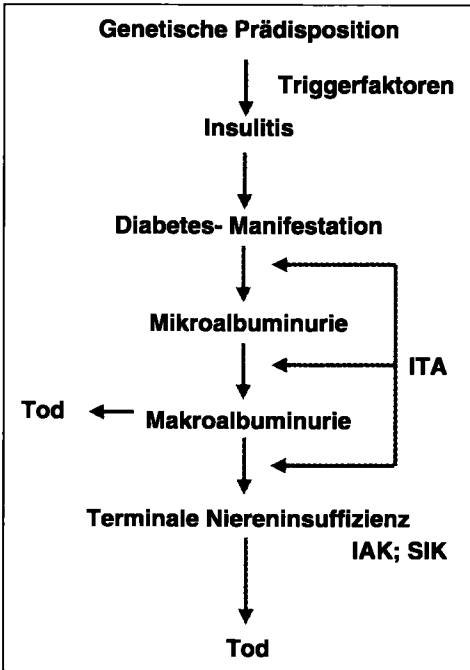 Genetische Prädisposition
Triggerfaktoren
Insulitis
Diabetes- Manifestation
Mikroalbuminurie
ITA
Tod
Makroalbuminurie
Terminale Niereninsuffizienz
IAK; SIK
Tod